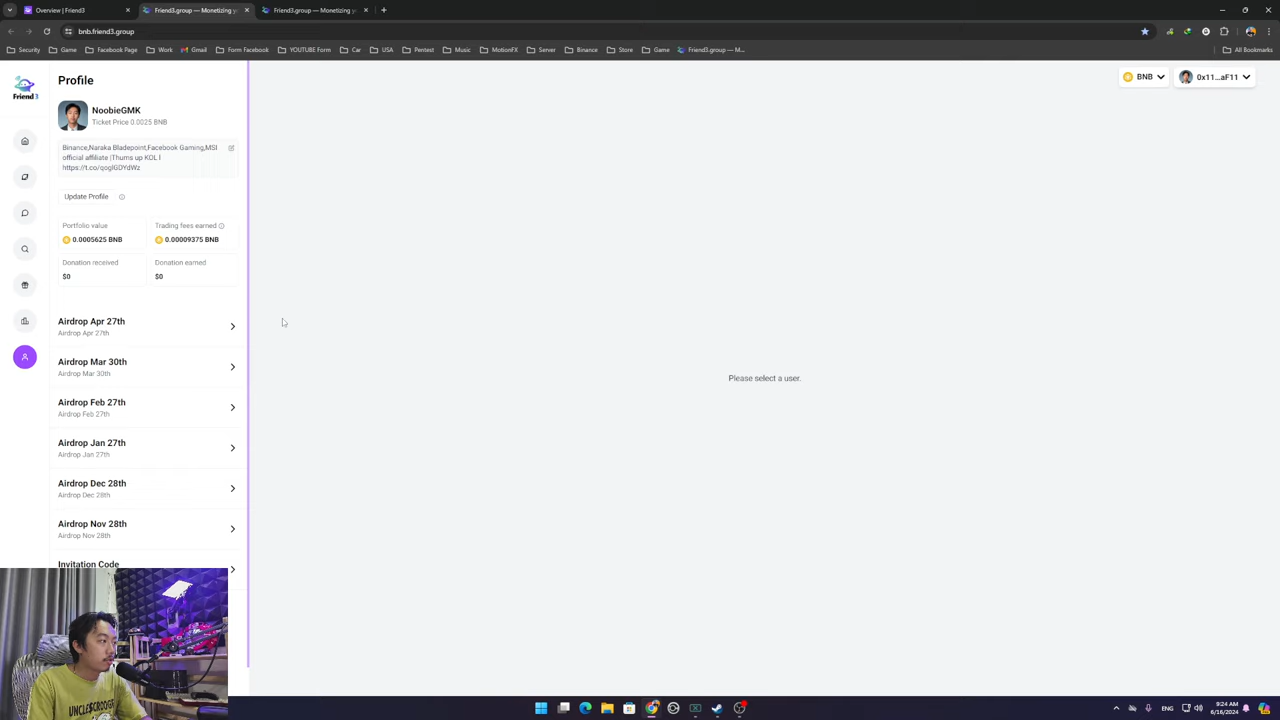 Overview | Friend
Friend3.group — Monetizing y
Friend3.group — Monetizing y
bnb.friend3.group
Security
Game
Facebook Page
Work
Gmail
Form Facebook
YOUTUBE Form
Car
USA
Pentest
Music
MotionFX
Server
Binance
Store
Game
Friend3.group — M...
All Bookmarks
Friend 3
Profile
BNB
0x11...aF11
NoobieGMK
Ticket Price 0.0025 BNB
Binance,Naraka Bladepoint,Facebook Gaming,MSI
official affiliate |Thums up KOL l
Update Profile
Portfolio value
0.0005625 BNB
Trading fees earned
0.00009375 BNB
Donation received
$0
Donation earned
$0
Airdrop Apr 27th
Airdrop Apr 27th
Airdrop Mar 30th
Airdrop Mar 30th
Please select a user.
Airdrop Feb 27th
Airdrop Feb 27th
Airdrop Jan 27th
Airdrop Jan 27th
Airdrop Dec 28th
Airdrop Dec 28th
Airdrop Nov 28th
Airdrop Nov 28th
Invitation Code
ENG
9:24 AM
6/16/2024